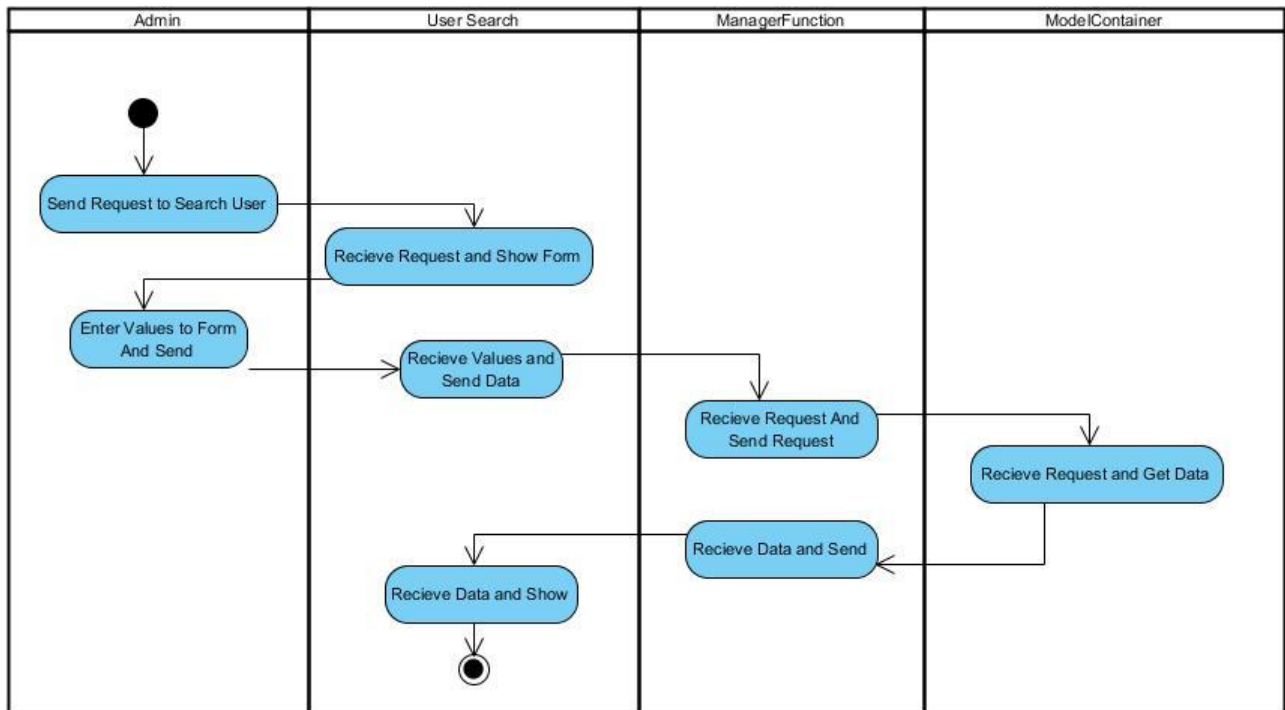 Admin
User Search
ManagerFunction
ModelContainer
Send Request to Search User
Recieve Request and Show Form
Enter Values to Form
And Send
Recieve Values and
Send Data
Recieve Request And
Send Request
Recieve Request and Get Data
Recieve Data and Send
Recieve Data and Show